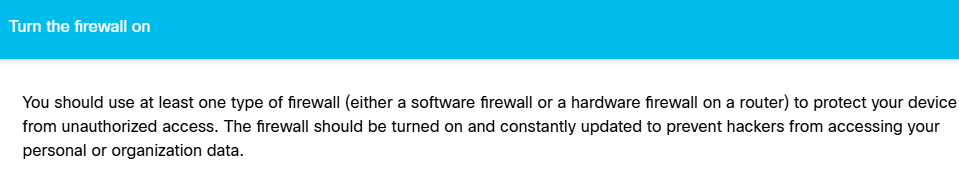 Turn the firewall on
You should use at least one type of firewall (either a software firewall or a hardware firewall on a router) to protect your device
from unauthorized access. The firewall should be turned on and constantly updated to prevent hackers from accessing your
personal or organization data.